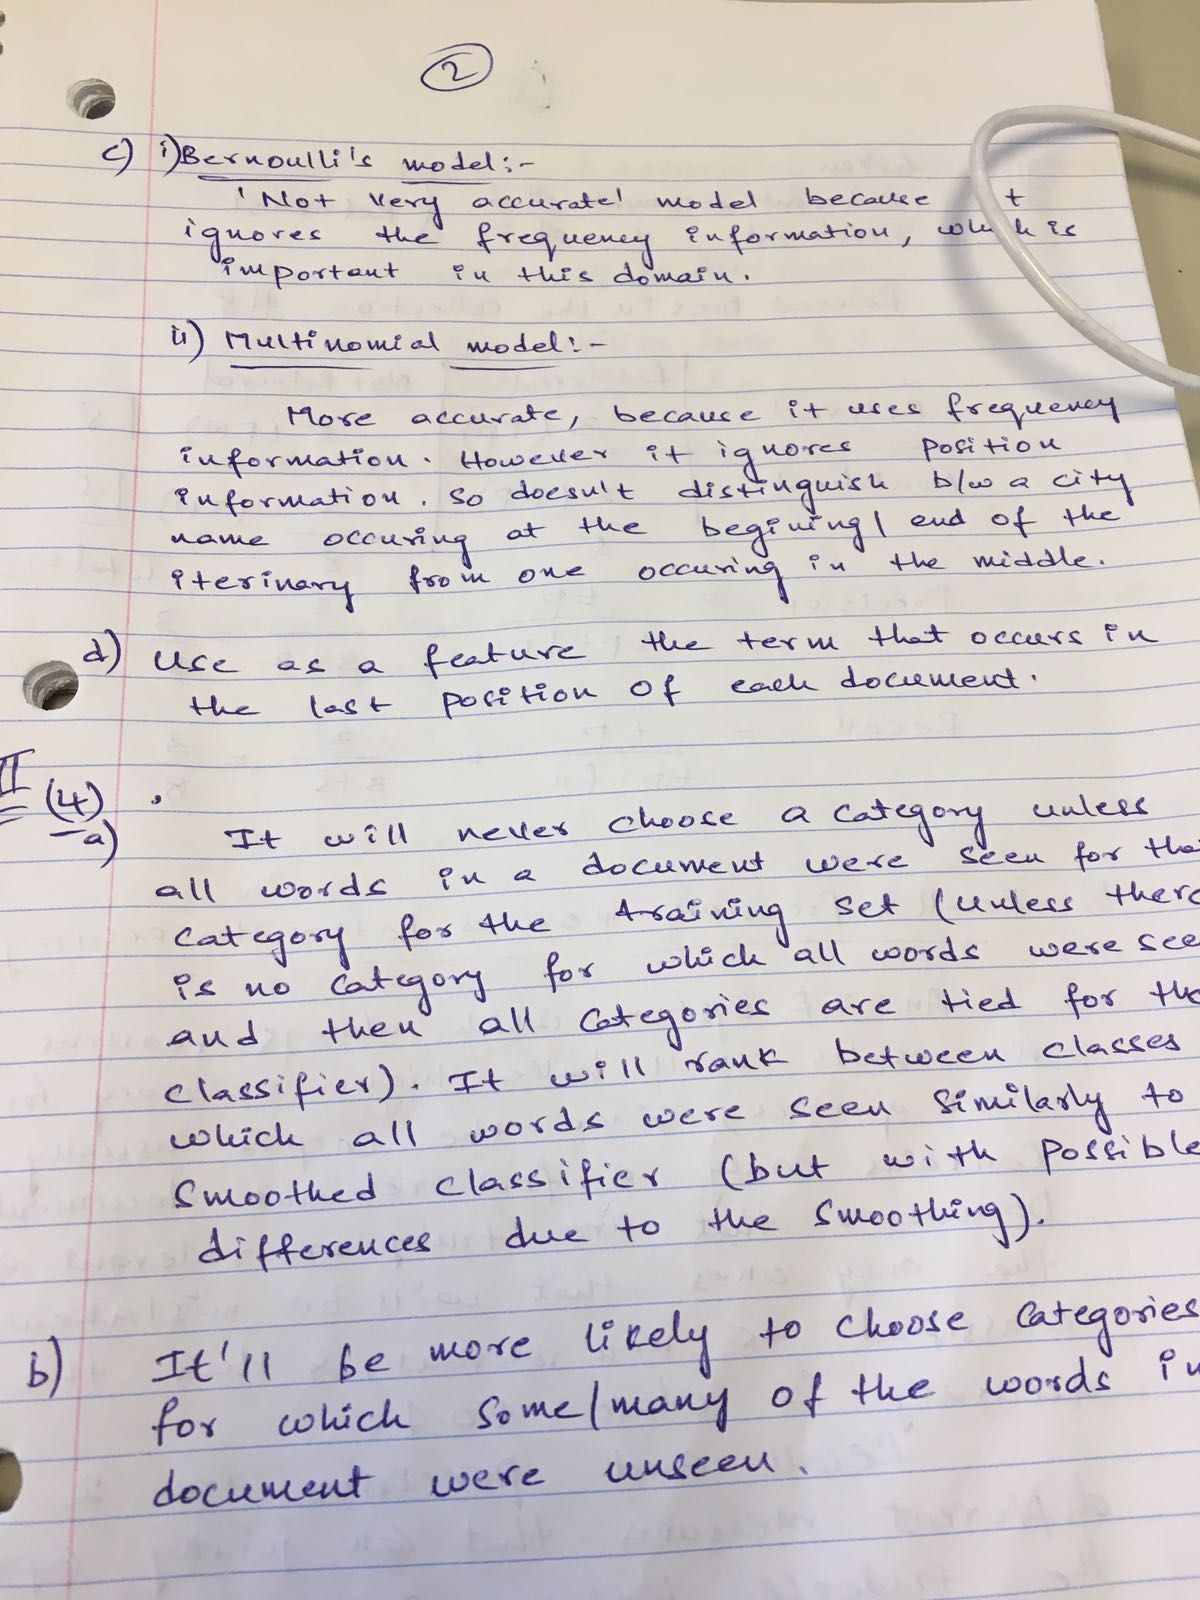 2
c) i) Bernoulli's model:-
'Not very accurate' model because t
ignores the frequency information, which is
important in this domain.
ii) Multinomial model:-
More accurate, because it uses frequency
information. However it ignores position
information. So doesn't distinguish b/w a city
name occuring at the begining/ end of the
iterinary from one occuring in the middle.
d) Use as a feature the term that occurs in
the last position of each document.
II (4)
a) It will never choose a category unless
all words in a document were seen for that
category for the training set (unless there
is no category for which all words were see
and then all categories are tied for the
classifier). It will rank between classes
which all words were seen similarly to
smoothed classifier (but with possible
differences due to the smoothing).
b) It'll be more likely to choose categories
for which some/many of the words in
document were unseen.